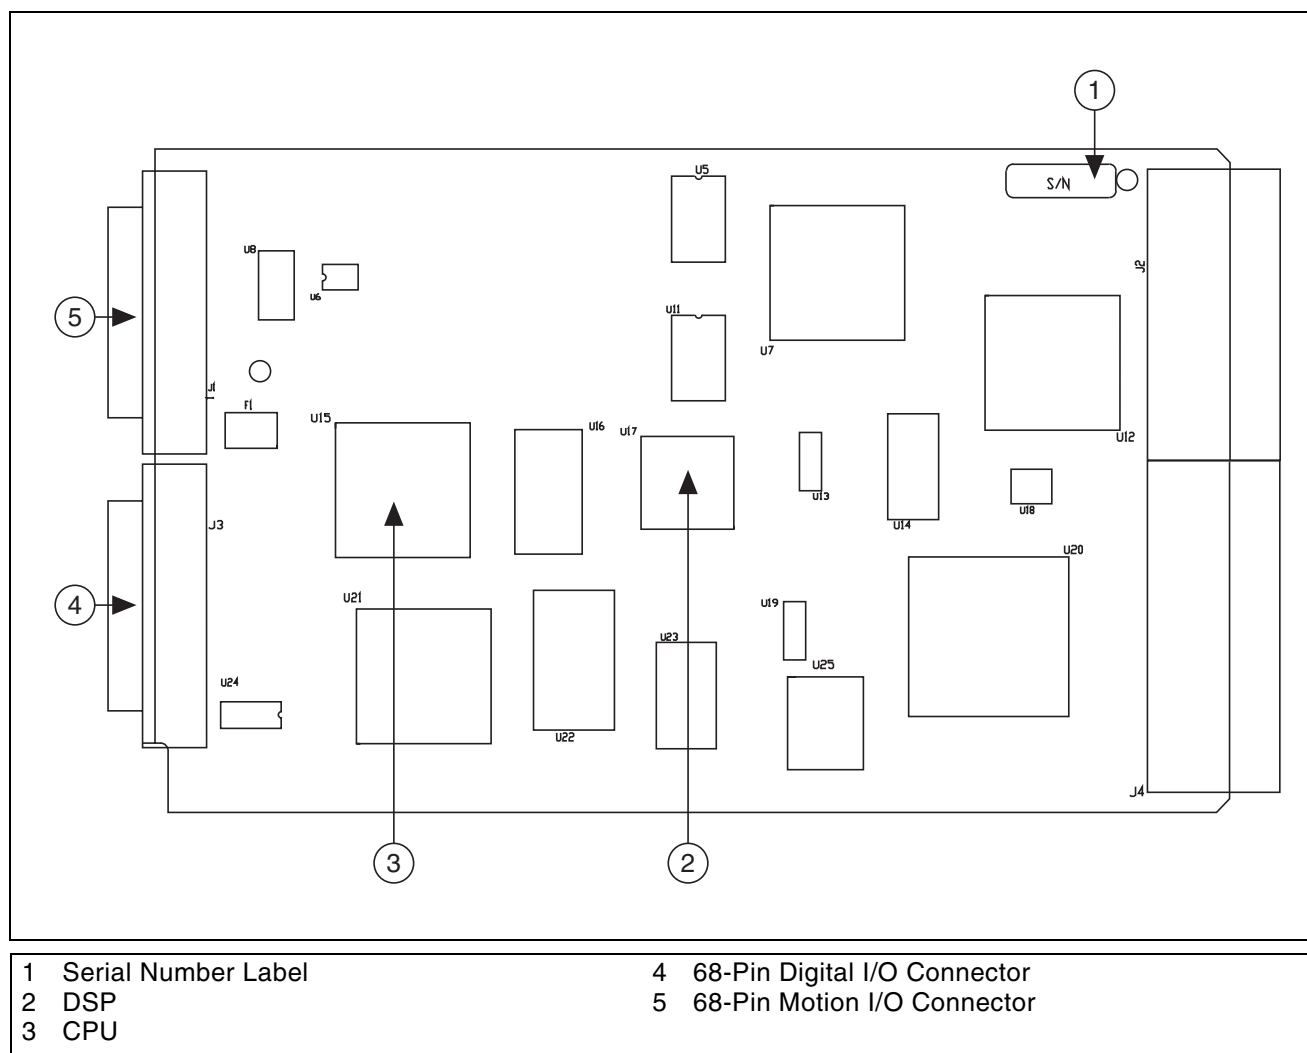 1
S/N
U5
U8
U6
J2
5
U11
U7
J1
F1
U15
U16
U17
U12
U13
U18
U14
J3
U20
4
U21
U19
U23
U25
U24
U22
J4
3
2
1 Serial Number Label
2 DSP
3 CPU
4 68-Pin Digital I/O Connector
5 68-Pin Motion I/O Connector